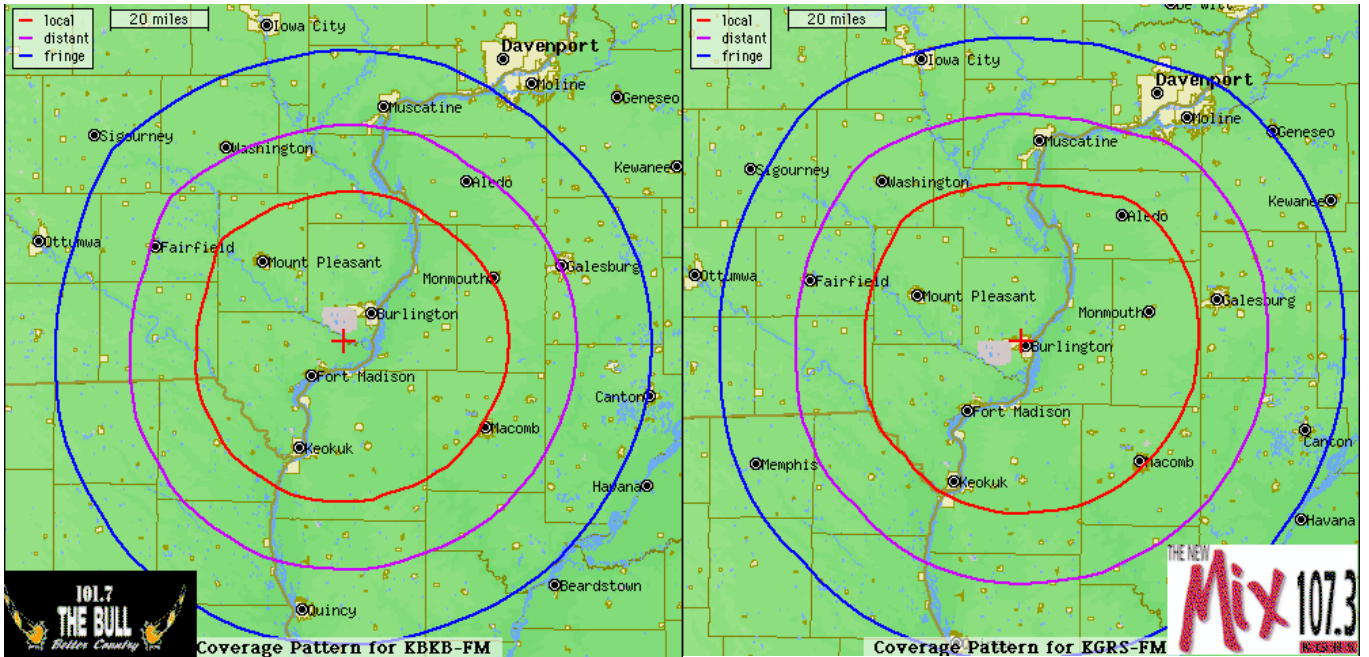 local
distant
fringe
20 miles
Iowa City
Davenport
Moline
Geneseo
Muscatine
Sigourney
Washington
Kewanee
Aledo
Ottumwa
Fairfield
Mount Pleasant
Monmouth
Galesburg
Burlington
Fort Madison
Canton
Macomb
Keokuk
Havana
Beardstown
Quincy
101.7
THE BULL
Better Country
Coverage Pattern for KBKB-FM
local
distant
fringe
20 miles
De Witt
Iowa City
Davenport
Moline
Geneseo
Muscatine
Sigourney
Washington
Kewanee
Aledo
Ottumwa
Fairfield
Mount Pleasant
Monmouth
Galesburg
Burlington
Fort Madison
Canton
Memphis
Macomb
Keokuk
Havana
THE NEW
Mix 107.3
Coverage Pattern for KGRS-FM